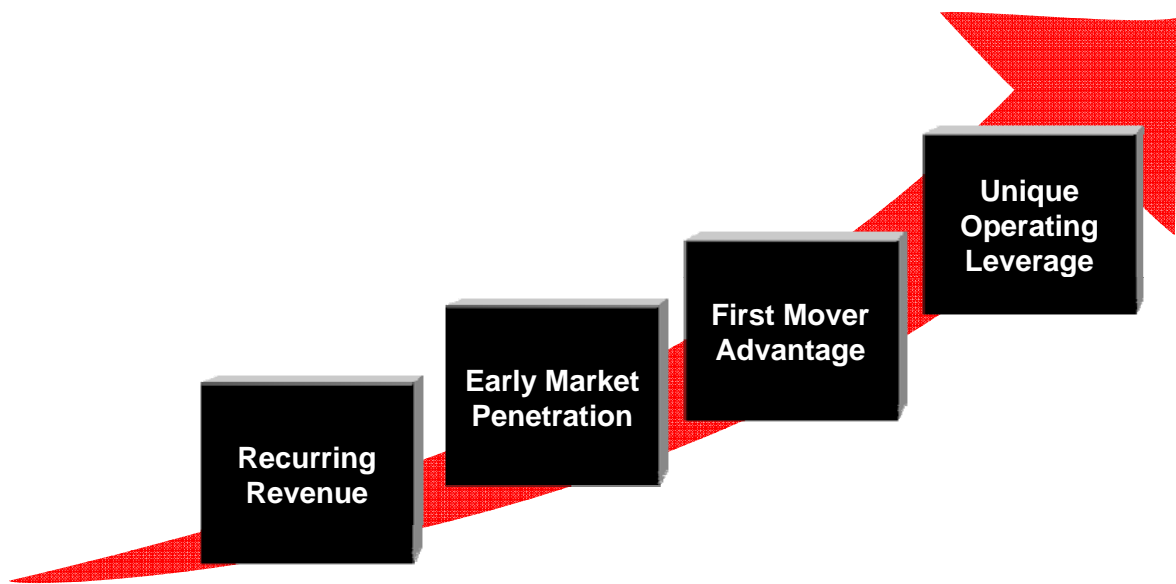 Unique
Operating
Leverage
First Mover
Advantage
Early Market
Penetration
Recurring
Revenue